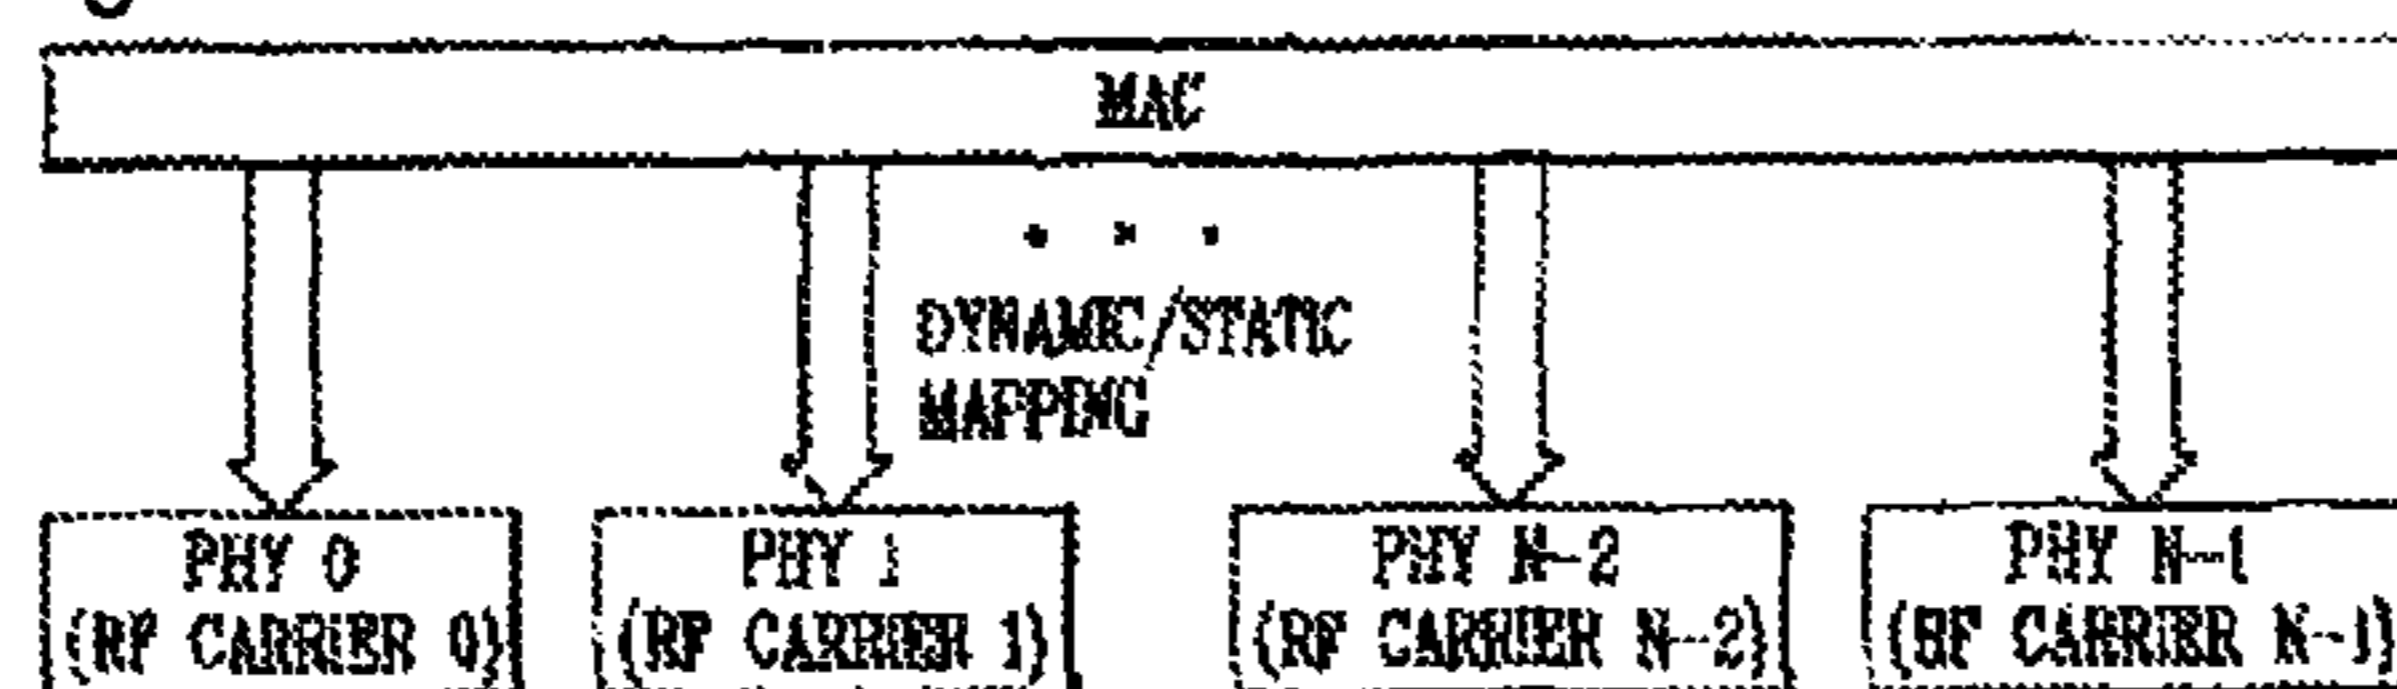 MAC
DYNAMIC/STATIC
MAPPING
PHY 0
(RF CARRIER 0)
PHY 1
(RF CARRIER 1)
PHY N-2
(RF CARRIER N-2)
PHY N-1
(RF CARRIER N-1)